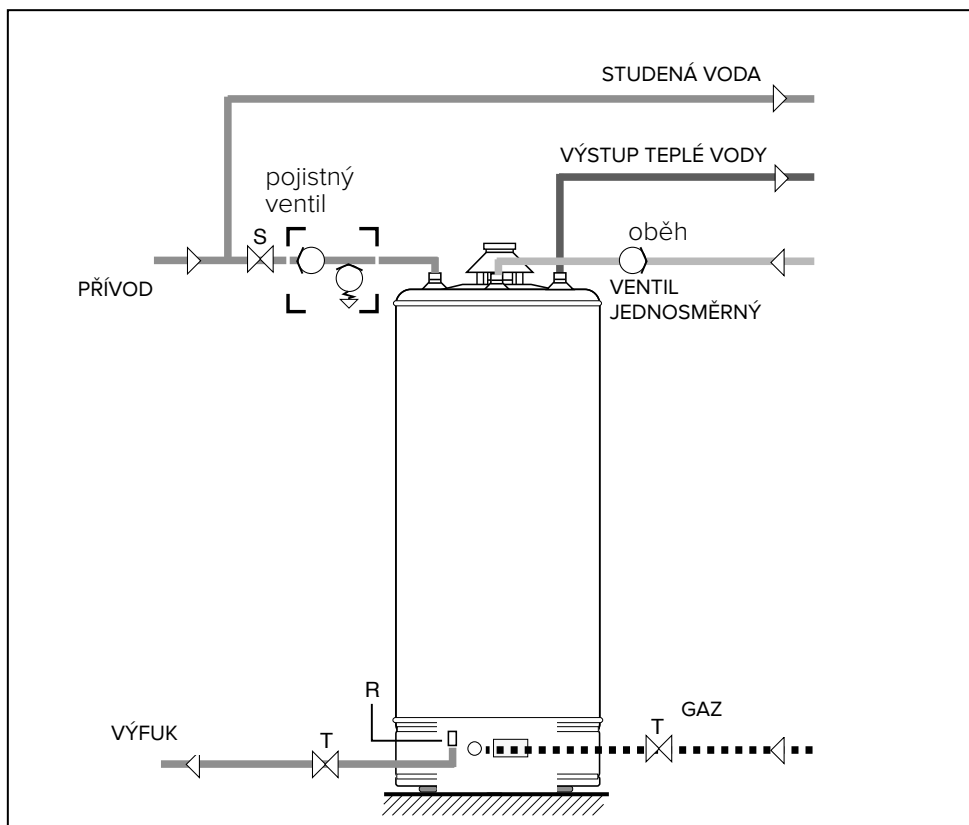 STUDENÁ VODA
VÝSTUP TEPLÉ VODY
pojistný
ventil
S
oběh
PŘÍVOD
VENTIL
JEDNOSMĚRNÝ
R
GAZ
T
VÝFUK
T